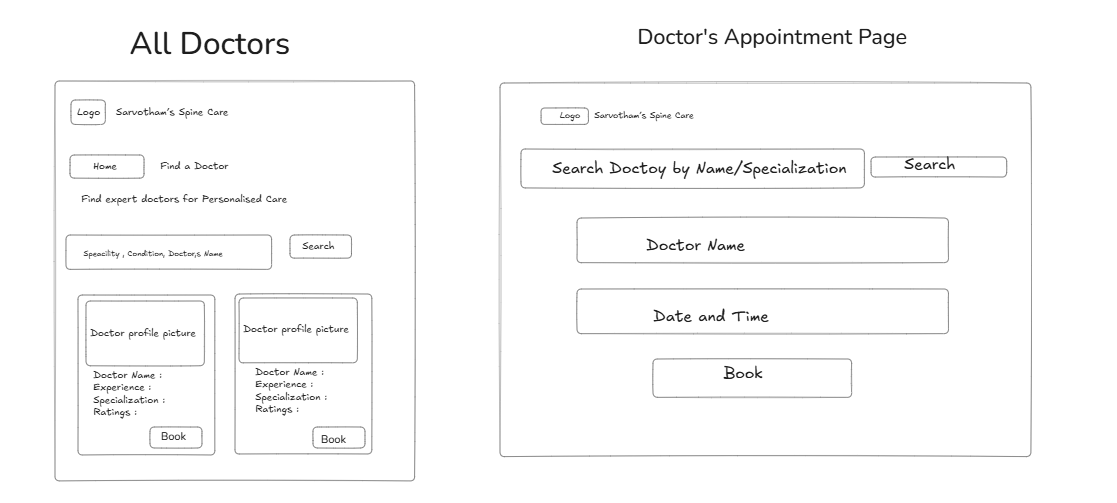 All Doctors
Logo
Sarvotham's Spine Care
Home
Find a Doctor
Find expert doctors for Personalised Care
Speacility , Condition, Doctor,s Name
Search
Doctor profile picture
Doctor Name :
Experience :
Specialization :
Ratings :
Book
Doctor profile picture
Doctor Name :
Experience :
Specialization :
Ratings :
Book
Doctor's Appointment Page
Logo
Sarvotham's Spine Care
Search Doctoy by Name/Specialization
Search
Doctor Name
Date and Time
Book